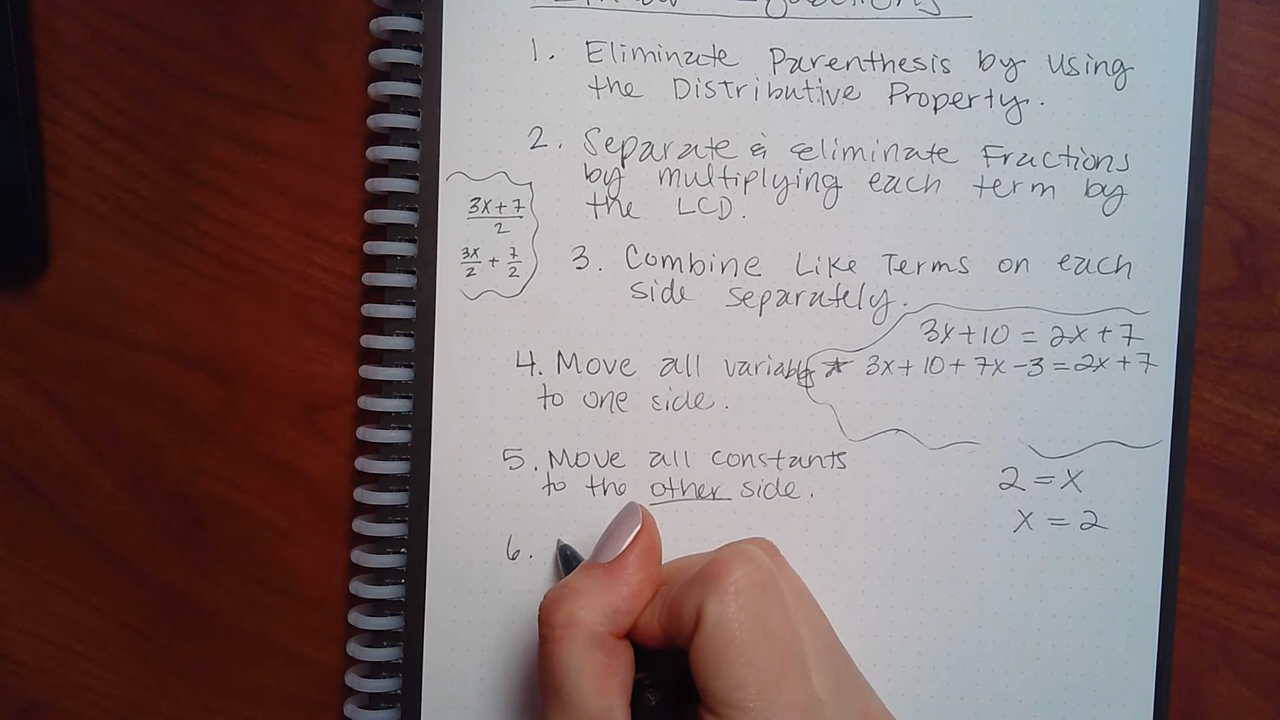 1. Eliminate Parenthesis by using
the Distributive Property.
2. Separate & eliminate Fractions
by multiplying each term by
the LCD.
3x+7
2
3x/2 + 7/2
3. Combine Like Terms on each
side separately.
3x+10=2x+7
4. Move all variables * 3x+10+7x-3=2x+7
to one side.
5. Move all constants
to the other side.
2=x
x=2
6.